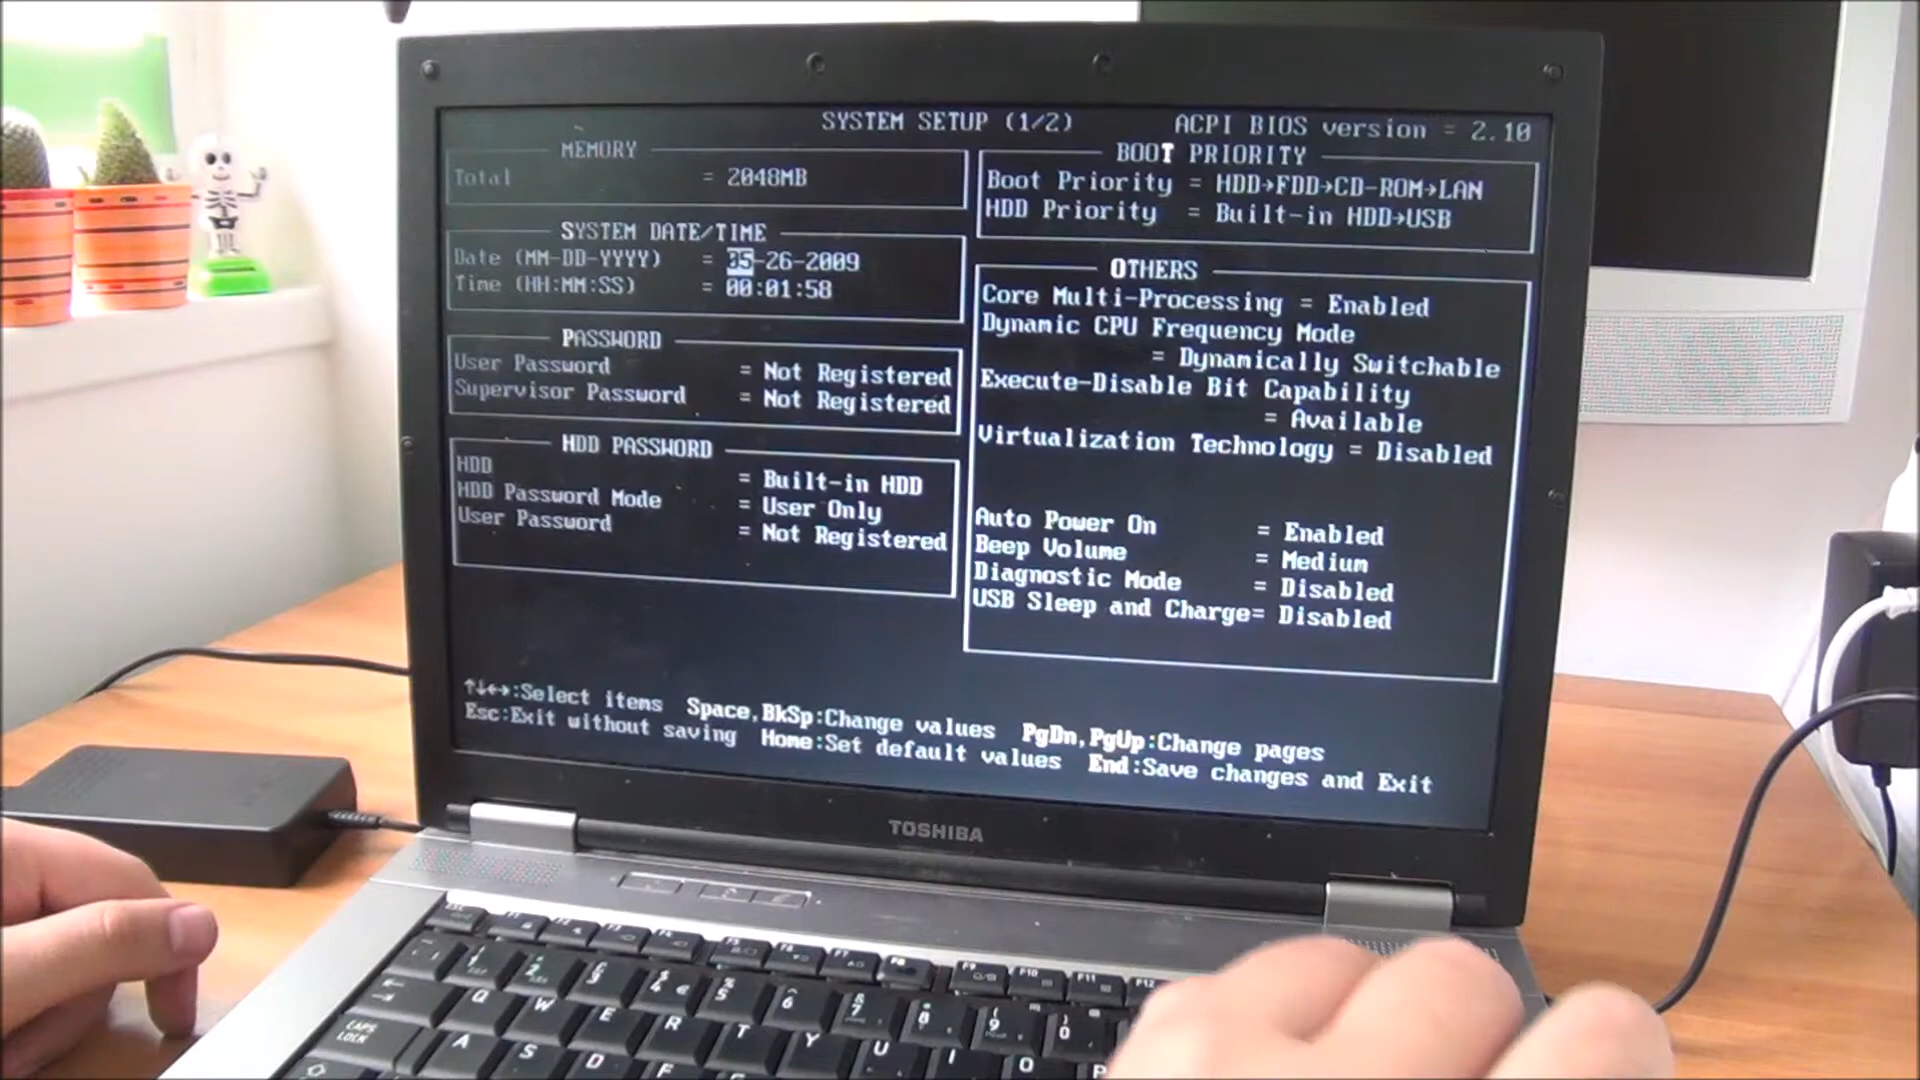 SYSTEM SETUP (1/2)
ACPI BIOS version = 2.10
MEMORY
Total = 2048MB
SYSTEM DATE/TIME
Date (MM-DD-YYYY) = 05-26-2009
Time (HH:MM:SS) = 00:01:58
PASSWORD
User Password = Not Registered
Supervisor Password = Not Registered
HDD PASSWORD
HDD = Built-in HDD
HDD Password Mode = User Only
User Password = Not Registered
BOOT PRIORITY
Boot Priority = HDD→FDD→CD-ROM→LAN
HDD Priority = Built-in HDD→USB
OTHERS
Core Multi-Processing = Enabled
Dynamic CPU Frequency Mode
= Dynamically Switchable
Execute-Disable Bit Capability
= Available
Virtualization Technology = Disabled
Auto Power On = Enabled
Beep Volume = Medium
Diagnostic Mode = Disabled
USB Sleep and Charge= Disabled
↑↓←→:Select items Space,BkSp:Change values PgDn,PgUp:Change pages
Esc:Exit without saving Home:Set default values End:Save changes and Exit
TOSHIBA
F9 F10 F11 F12
Q W E R T Y U I O P
CAPS LOCK
A S D F